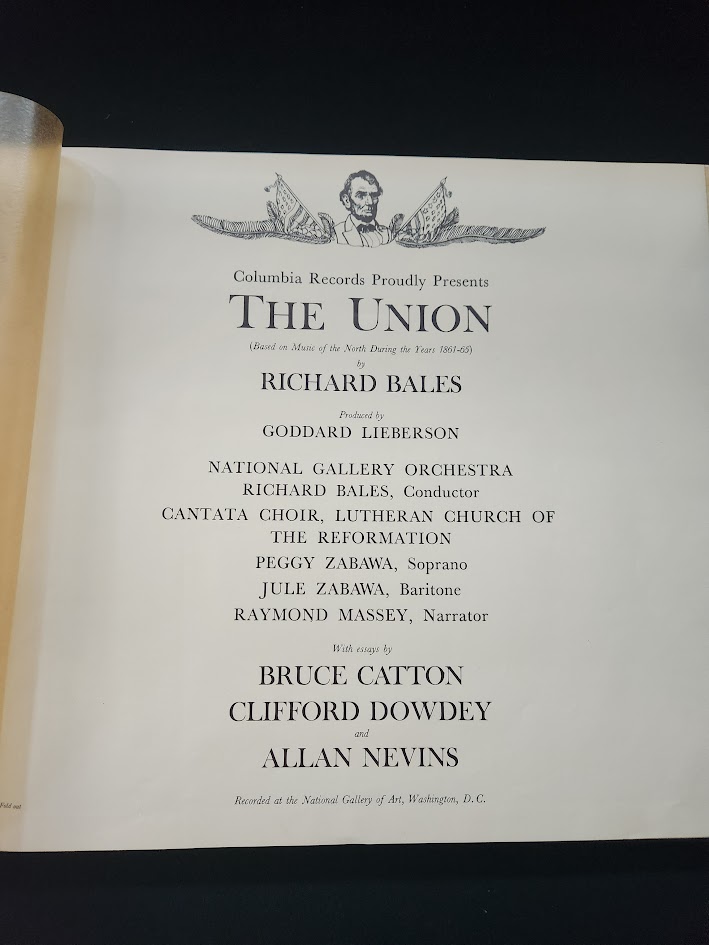 Columbia Records Proudly Presents
THE UNION
(Based on Music of the North During the Years 1861-65)
by
RICHARD BALES
Produced by
GODDARD LIEBERSON
NATIONAL GALLERY ORCHESTRA
RICHARD BALES, Conductor
CANTATA CHOIR, LUTHERAN CHURCH OF
THE REFORMATION
PEGGY ZABAWA, Soprano
JULE ZABAWA, Baritone
RAYMOND MASSEY, Narrator
With essays by
BRUCE CATTON
CLIFFORD DOWDEY
and
ALLAN NEVINS
Recorded at the National Gallery of Art, Washington, D. C.
Fold out